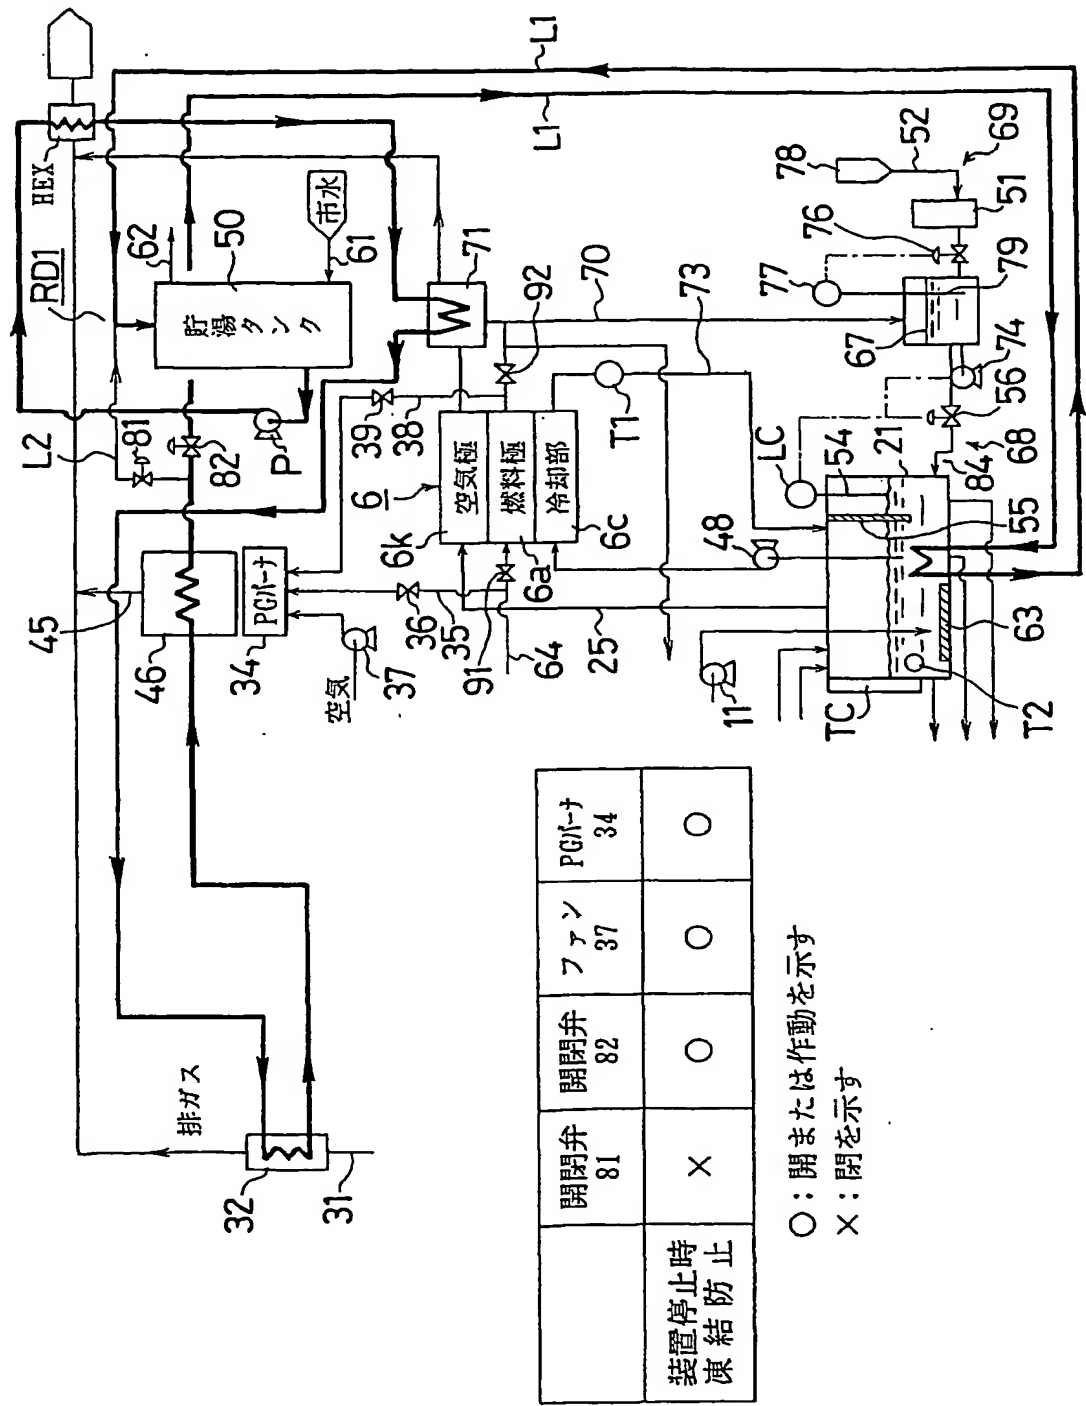 HEX
RD1
L2
81
82
P
62
50
貯湯タンク
市水
61
71
L1
L1
45
46
34
PGバーナ
空気
37
36
35
39
38
91
64
25
6
6k
6a
6c
空気極
燃料極
冷却部
92
70
73
T1
48
LC
54
21
84
68
55
56
74
67
77
76
79
78
52
51
69
11
TC
T2
63
排ガス
32
31
開閉弁 81
開閉弁 82
ファン 37
PGバーナ 34
装置停止時
凍結防止
×
○
○
○
○:開または作動を示す
×:閉を示す